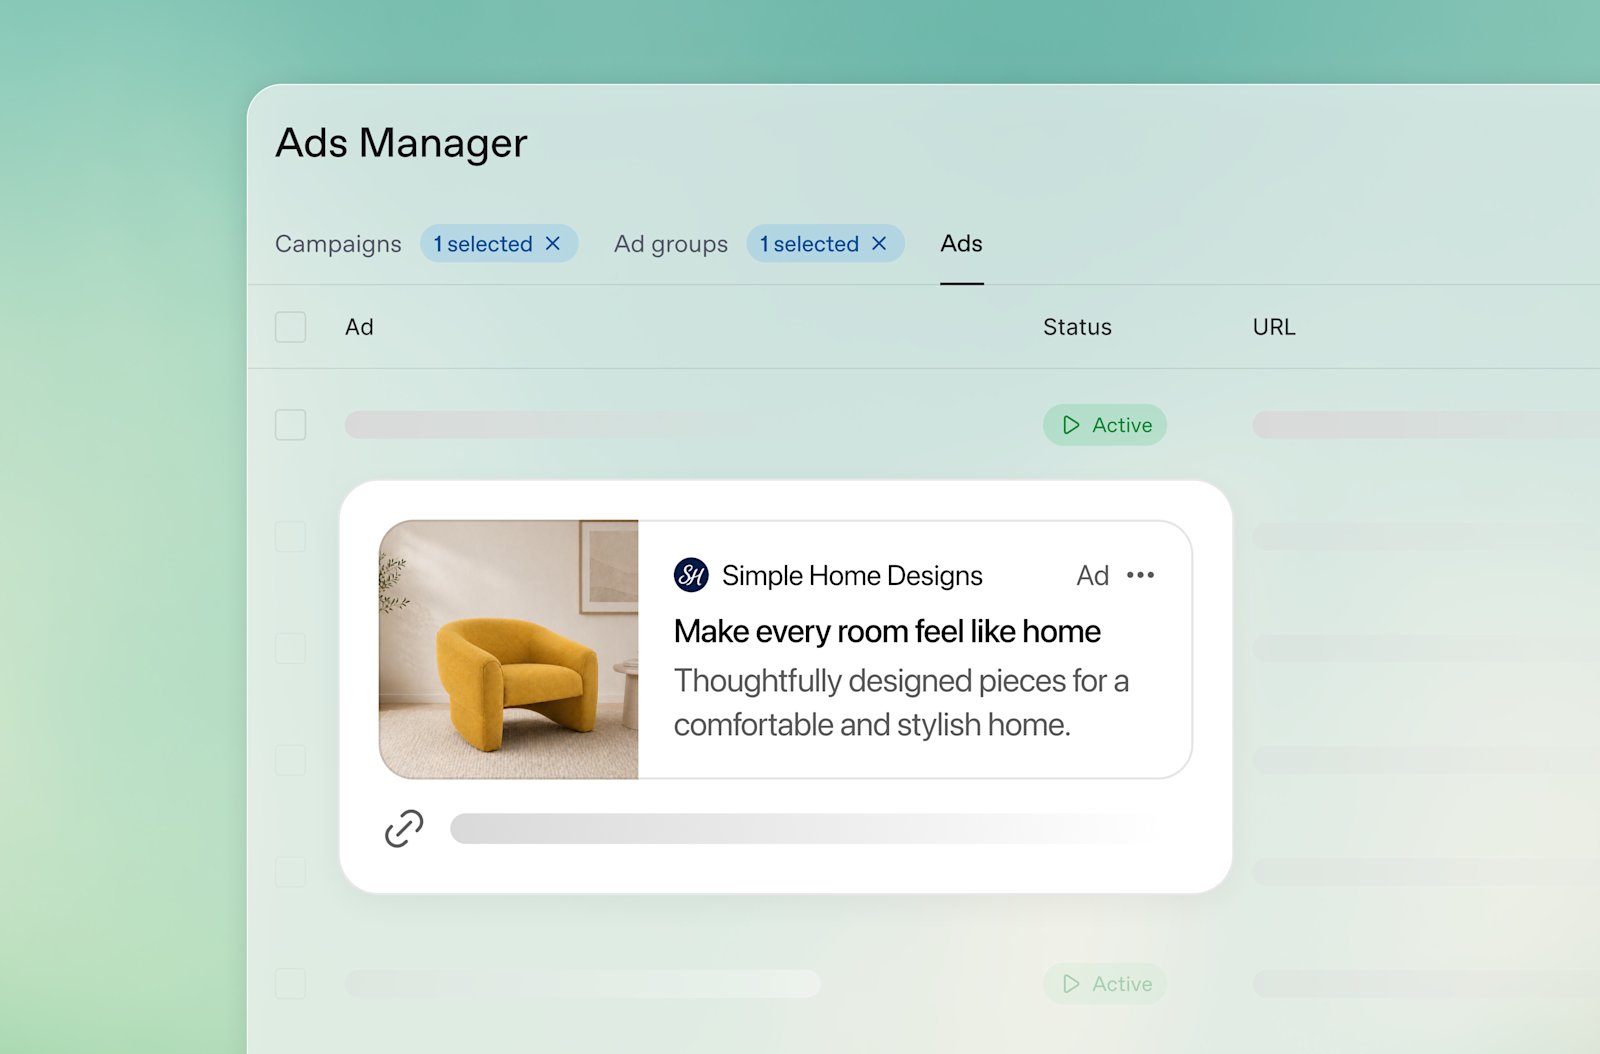 Ads Manager
Campaigns 1 selected Ad groups 1 selected Ads
Ad Status URL
Active
SH Simple Home Designs Ad
Make every room feel like home
Thoughtfully designed pieces for a
comfortable and stylish home.
Active